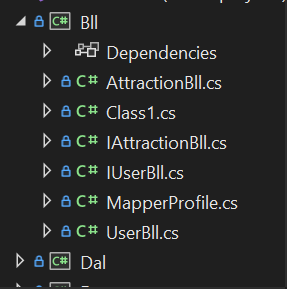 C# Bll
Dependencies
C# AttractionBll.cs
C# Class1.cs
C# IAttractionBll.cs
C# IUserBll.cs
C# MapperProfile.cs
C# UserBll.cs
C# Dal